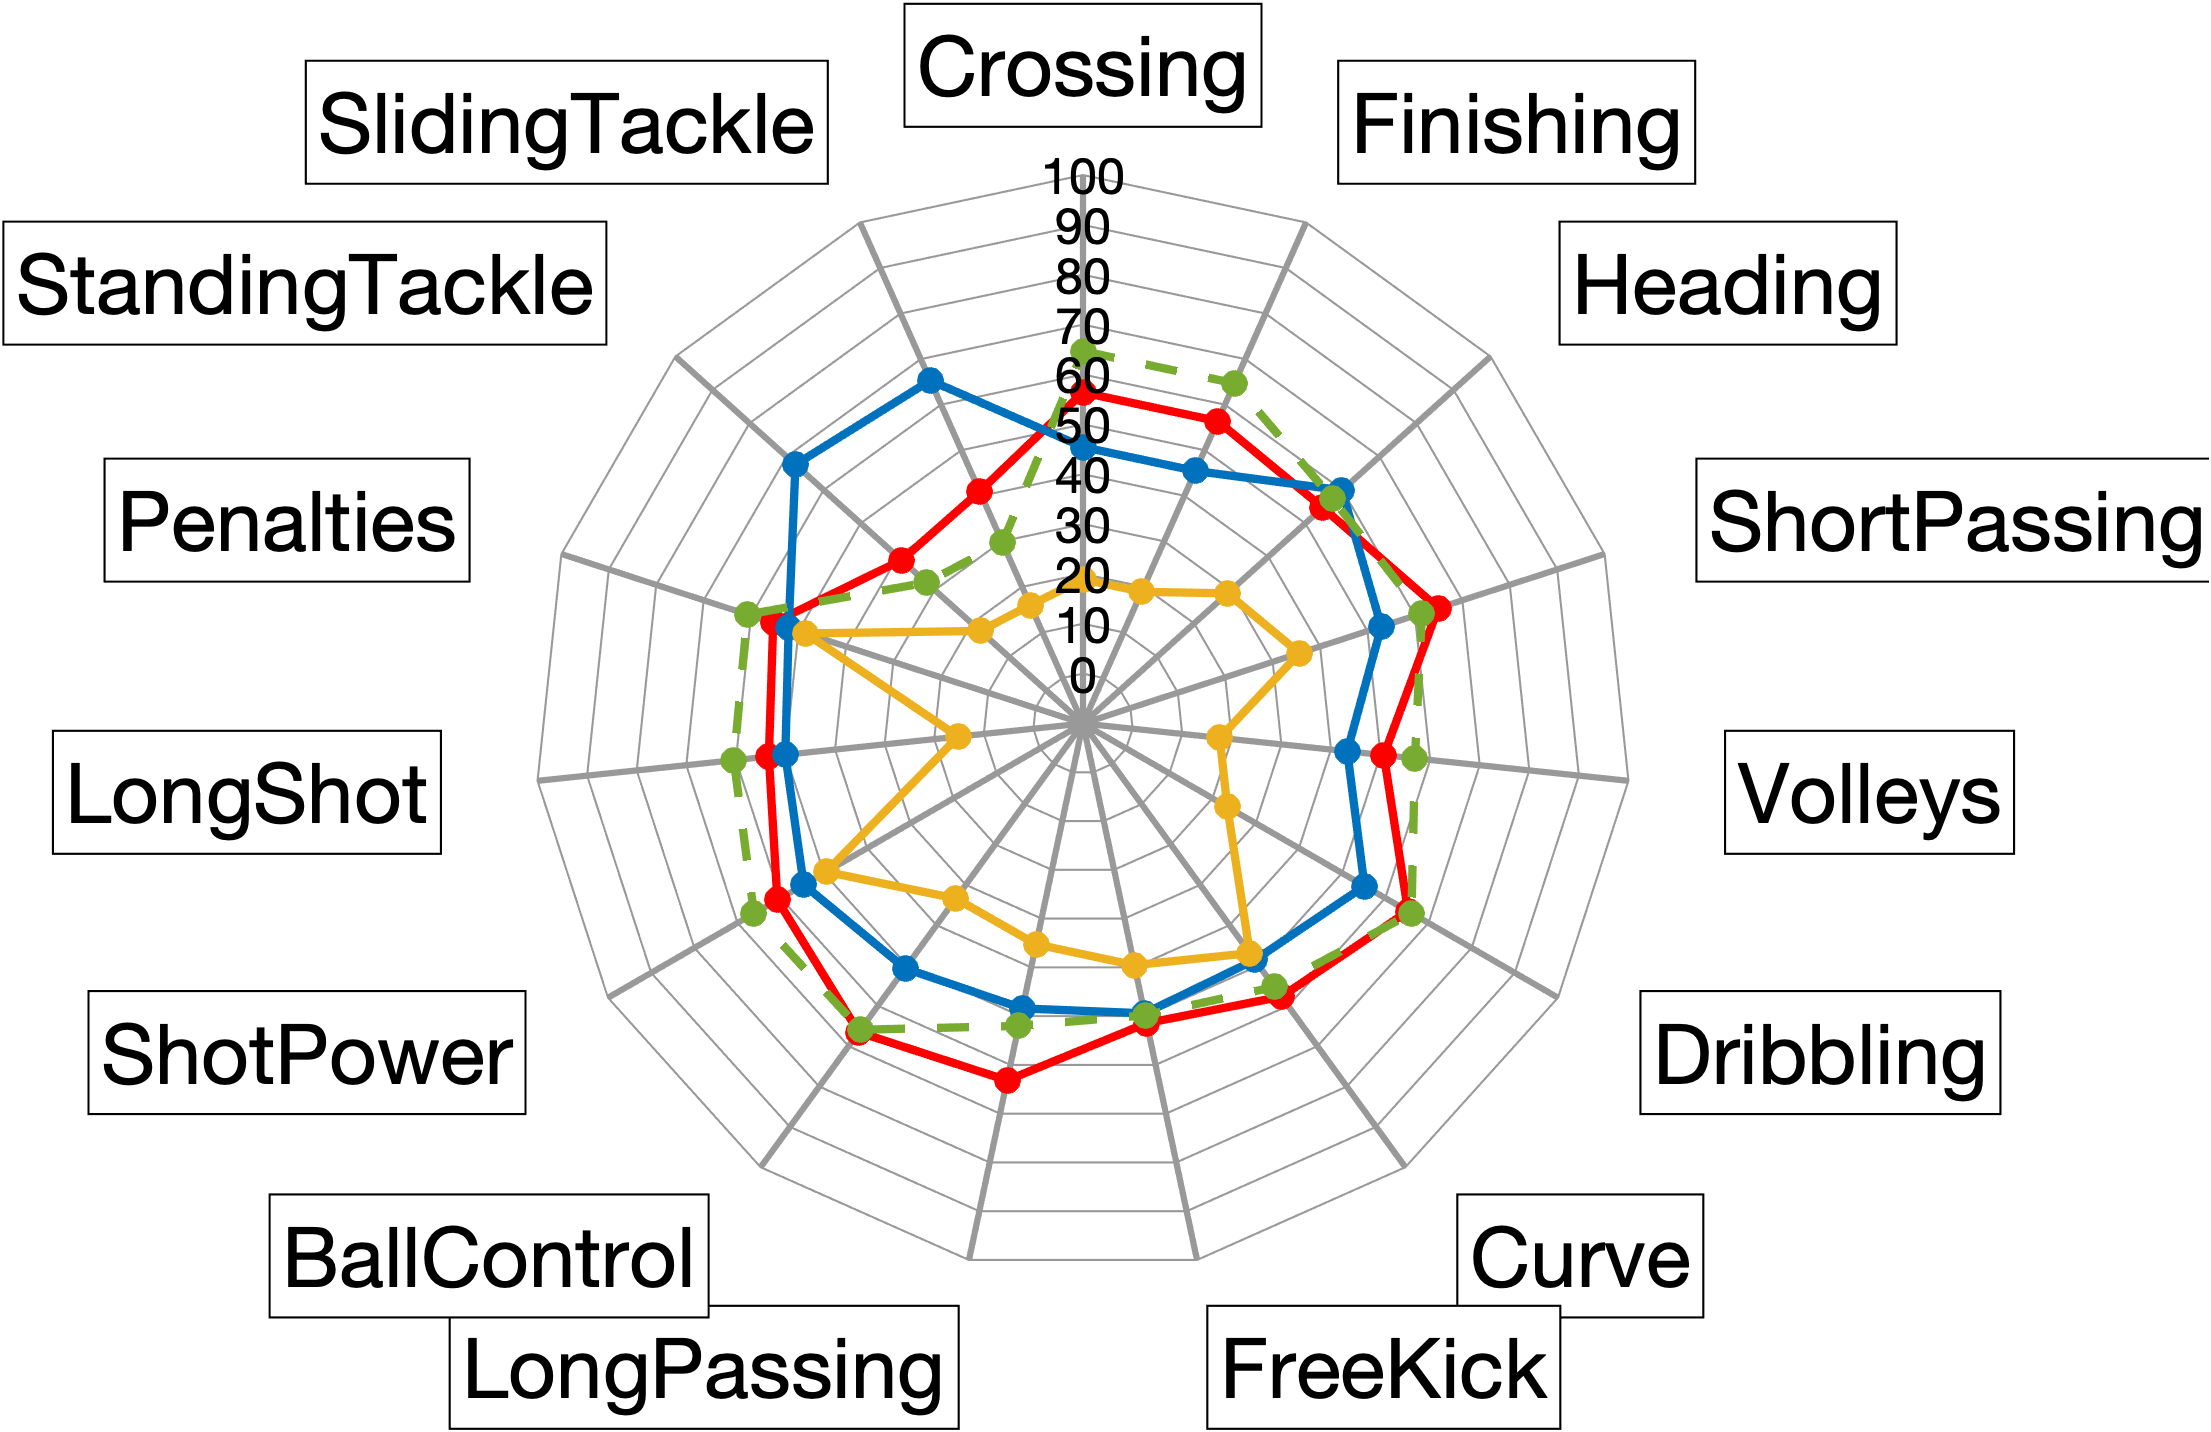 Crossing
SlidingTackle
Finishing
StandingTackle
Heading
Penalties
ShortPassing
LongShot
Volleys
ShotPower
Dribbling
BallControl
Curve
LongPassing
FreeKick
100
90
80
70
60
50
40
30
20
10
0